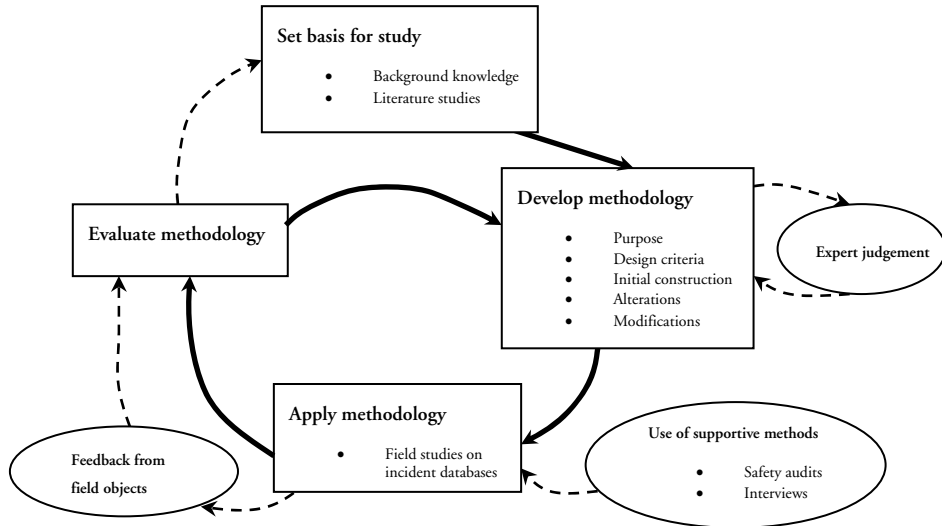 Set basis for study
• Background knowledge
• Literature studies
Develop methodology
• Purpose
• Design criteria
• Initial construction
• Alterations
• Modifications
Expert judgement
Evaluate methodology
Apply methodology
• Field studies on
incident databases
Use of supportive methods
• Safety audits
• Interviews
Feedback from
field objects